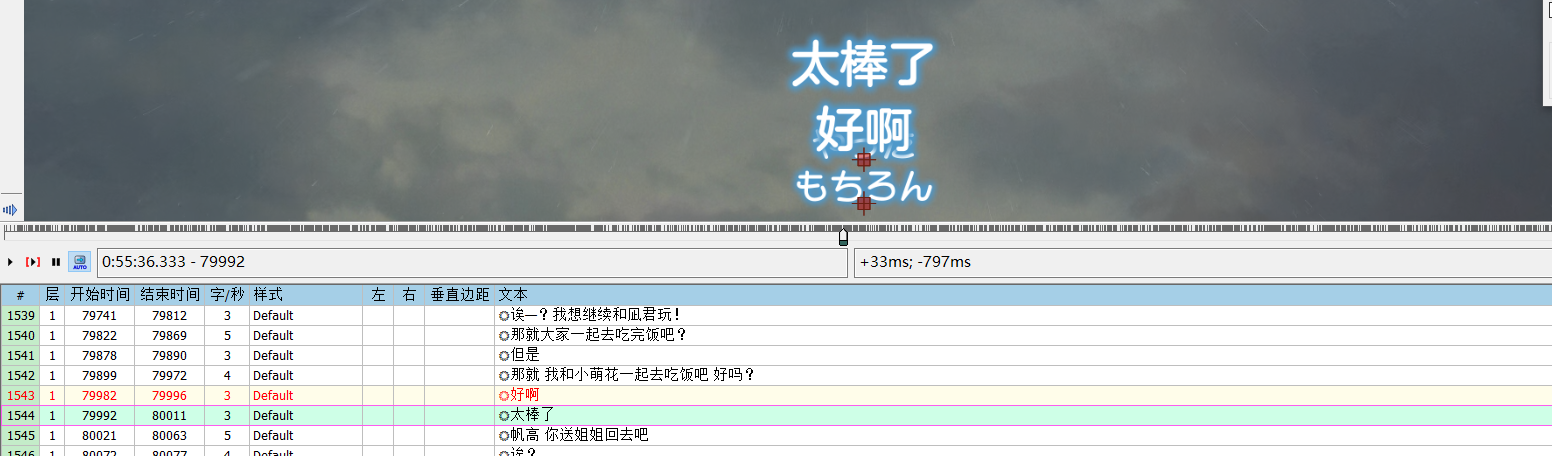 太棒了
好啊
もちろん
AUTO
0:55:36.333 - 79992
+33ms; -797ms
# 层 开始时间 结束时间 字/秒 样式 左 右 垂直边距 文本
1539 1 79741 79812 3 Default 诶—？我想继续和凪君玩！
1540 1 79822 79869 5 Default 那就大家一起去吃完饭吧？
1541 1 79878 79890 3 Default 但是
1542 1 79899 79972 4 Default 那就 我和小萌花一起去吃饭吧 好吗？
1543 1 79982 79996 3 Default 好啊
1544 1 79992 80011 3 Default 太棒了
1545 1 80021 80063 5 Default 帆高 你送姐姐回去吧
1546 1 80072 80077 4 Default 诶？